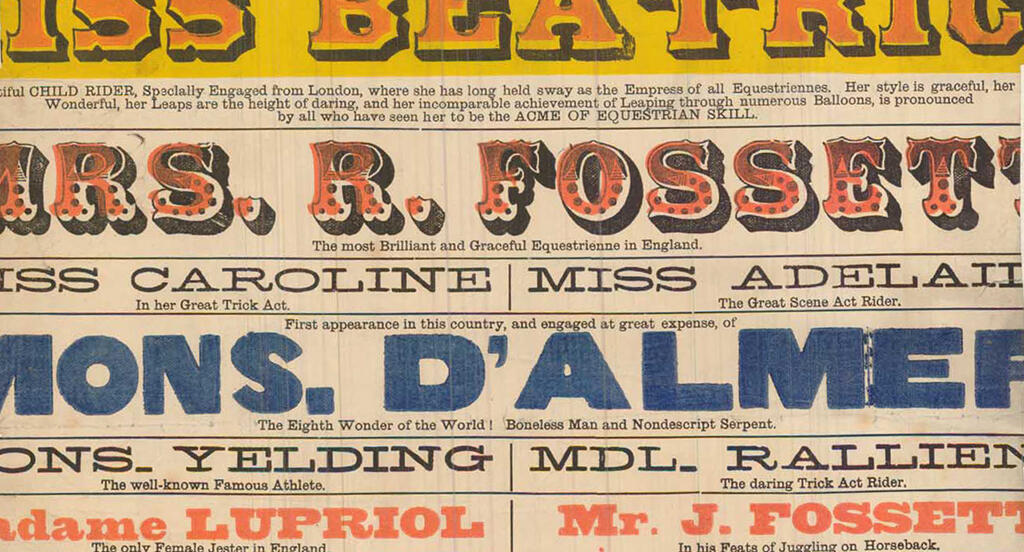 ISS BEATRIC
tiful CHILD RIDER, Specially Engaged from London, where she has long held sway as the Empress of all Equestriennes. Her style is graceful, her
Wonderful, her Leaps are the height of daring, and her incomparable achievement of Leaping through numerous Balloons, is pronounced
by all who have seen her to be the ACME OF EQUESTRIAN SKILL.
MRS. R. FOSSETT
The most Brilliant and Graceful Equestrienne in England.
ISS CAROLINE
In her Great Trick Act.
MISS ADELAID
The Great Scene Act Rider.
First appearance in this country, and engaged at great expense, of
MONS. D'ALMER
The Eighth Wonder of the World! Boneless Man and Nondescript Serpent.
ONS. YELDING
The well-known Famous Athlete.
MDL. RALLIEN
The daring Trick Act Rider.
adame LUPRIOL
The only Female Jester in England
Mr. J. FOSSETT
In his Feats of Juggling on Horseback.